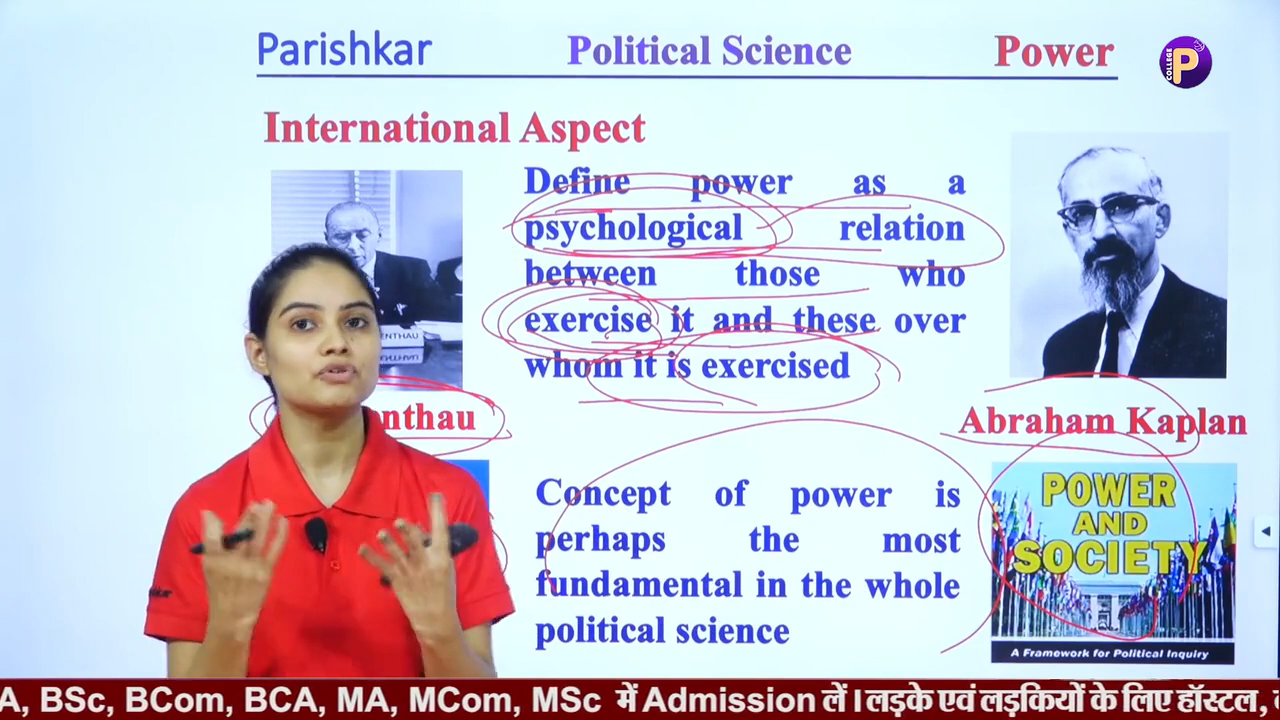 Parishkar Political Science Power
COLLEGE P
International Aspect
Define power as a
psychological relation
between those who
exercise it and these over
whom it is exercised
ENTHAU
nthau
Abraham Kaplan
Concept of power is
perhaps the most
fundamental in the whole
political science
POWER
AND
SOCIETY
A Framework for Political Inquiry
A, BSc, BCom, BCA, MA, MCom, MSc में Admission लें । लड़के एवं लड़कियों के लिए हॉस्टल,